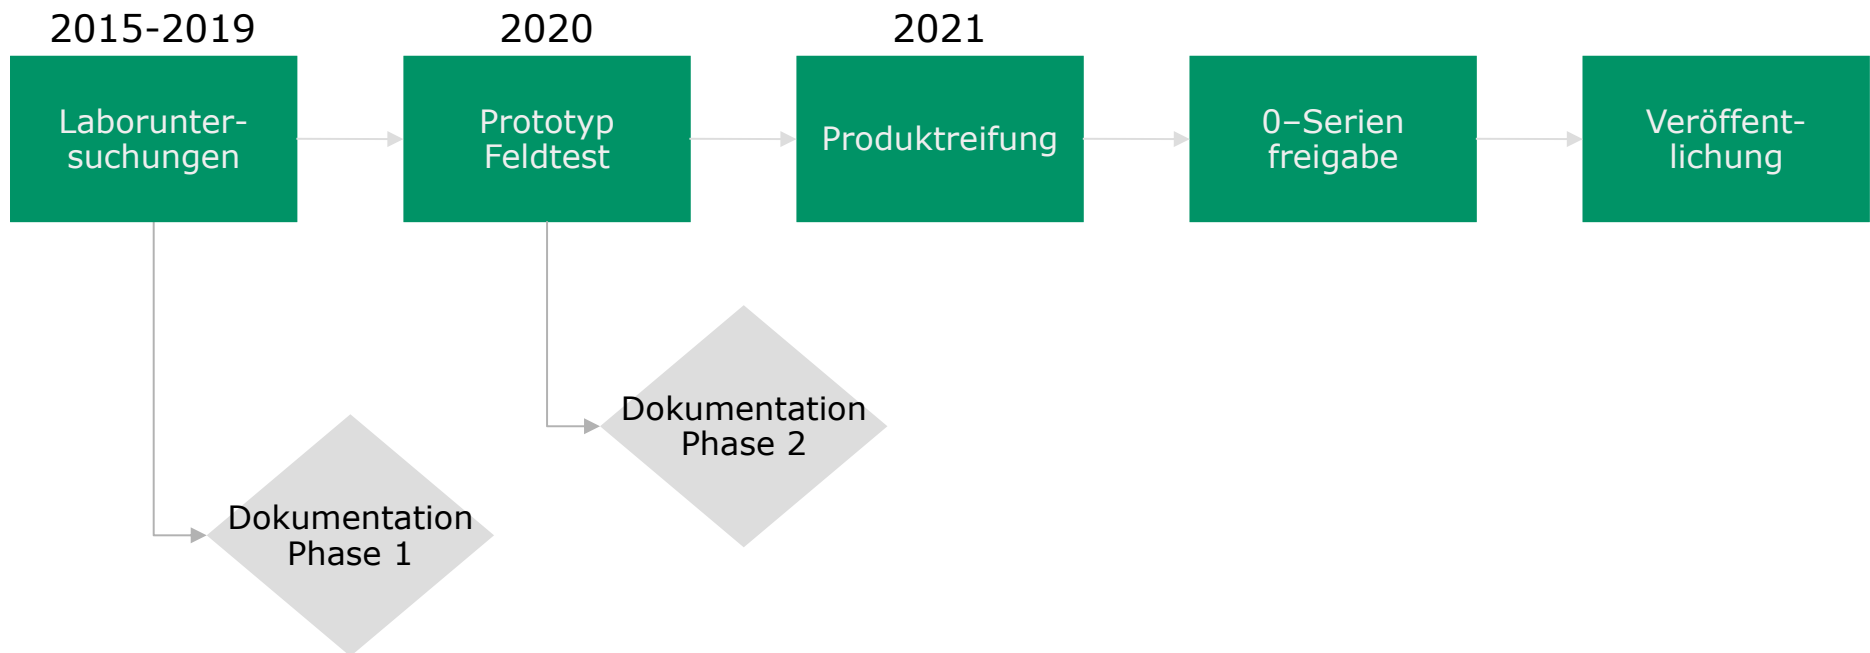 2015-2019
2020
2021
Laborunter-
suchungen
Prototyp
Feldtest
Produktreifung
0–Serien
freigabe
Veröffent-
lichung
Dokumentation
Phase 2
Dokumentation
Phase 1